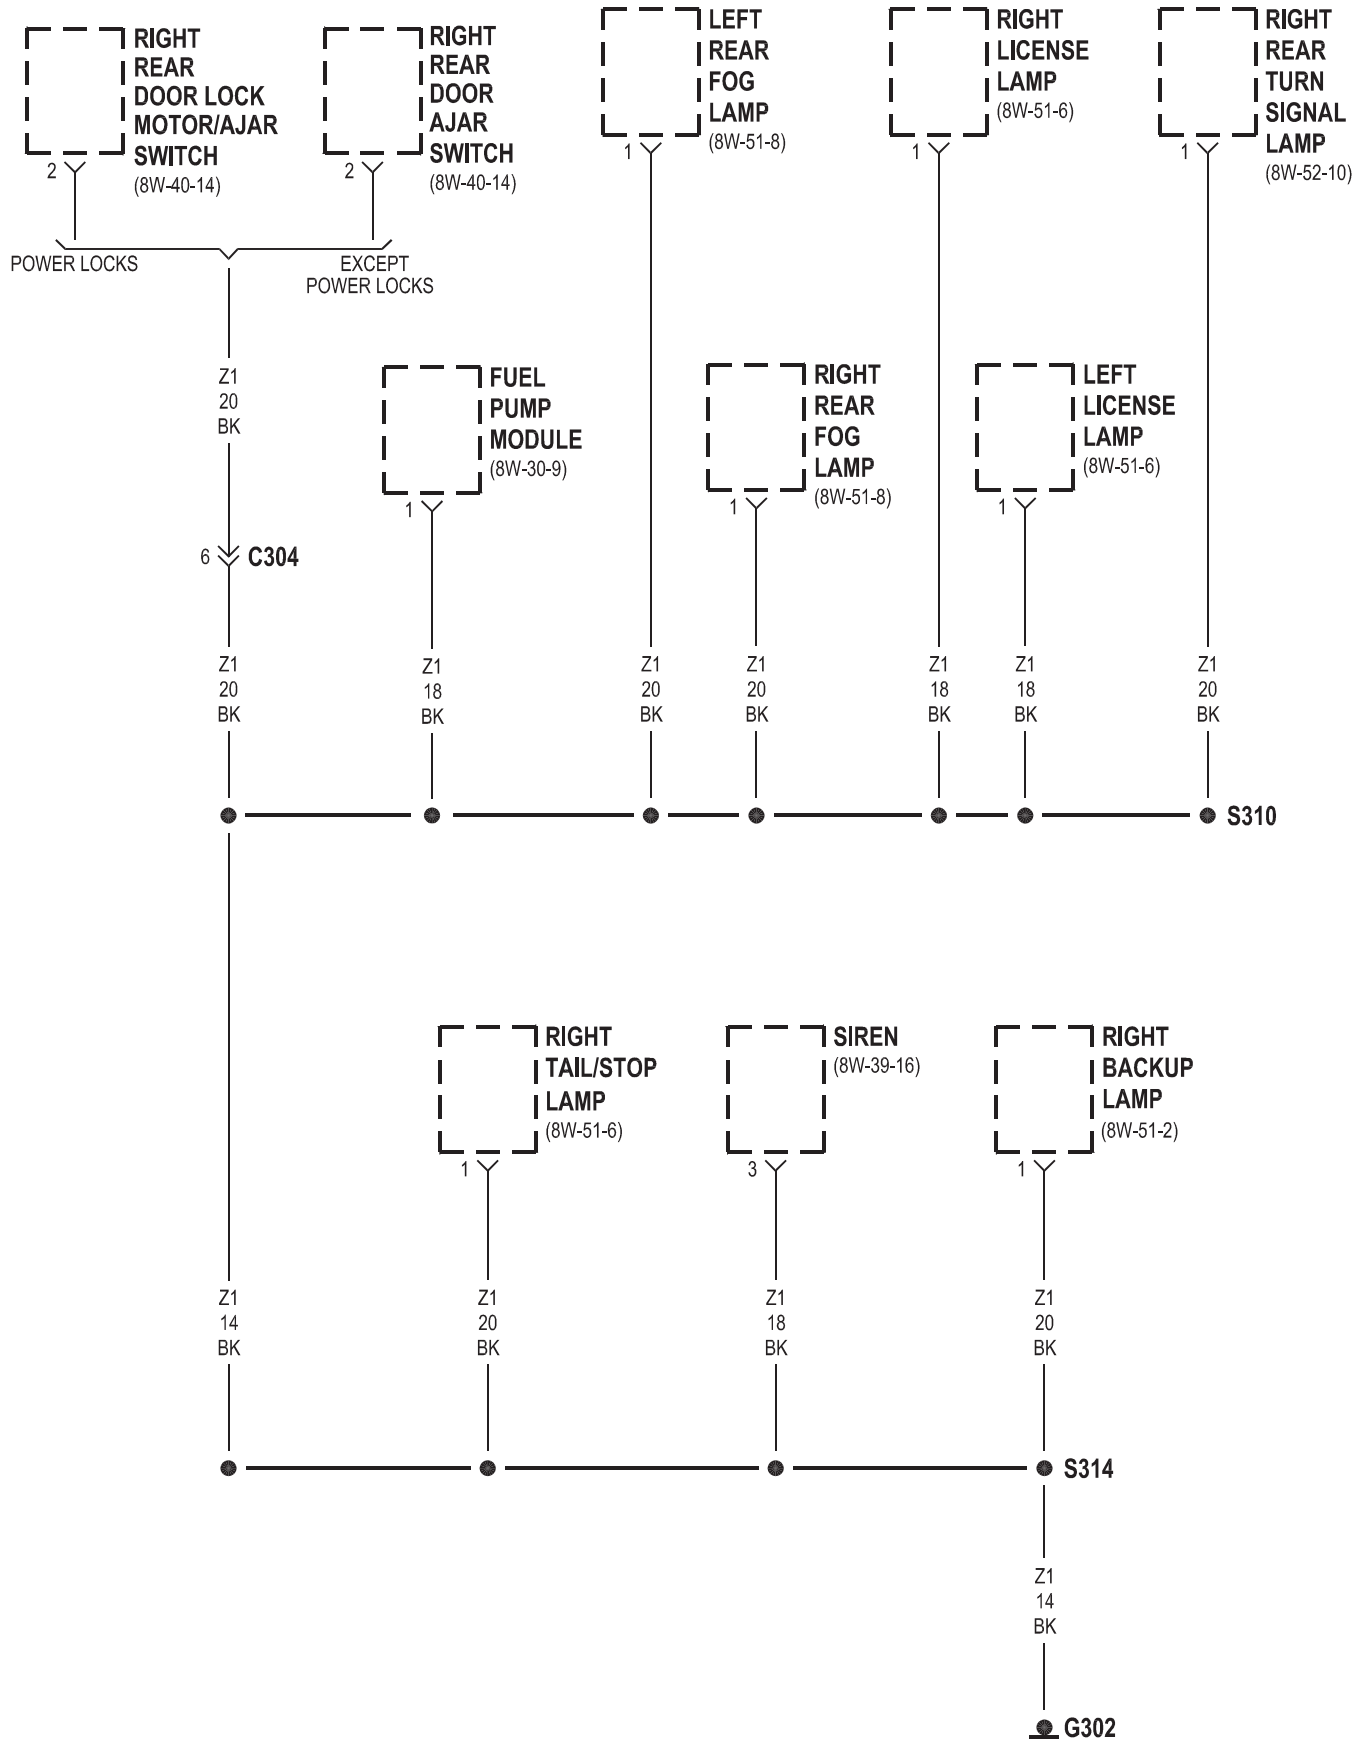 RIGHT
REAR
DOOR LOCK
MOTOR/AJAR
SWITCH
(8W-40-14)
2
RIGHT
REAR
DOOR
AJAR
SWITCH
(8W-40-14)
2
LEFT
REAR
FOG
LAMP
(8W-51-8)
1
RIGHT
LICENSE
LAMP
(8W-51-6)
1
RIGHT
REAR
TURN
SIGNAL
LAMP
(8W-52-10)
1
POWER LOCKS
EXCEPT
POWER LOCKS
Z1
20
BK
FUEL
PUMP
MODULE
(8W-30-9)
1
RIGHT
REAR
FOG
LAMP
(8W-51-8)
1
LEFT
LICENSE
LAMP
(8W-51-6)
1
6
C304
Z1
20
BK
Z1
18
BK
Z1
20
BK
Z1
20
BK
Z1
18
BK
Z1
18
BK
Z1
20
BK
S310
RIGHT
TAIL/STOP
LAMP
(8W-51-6)
1
SIREN
(8W-39-16)
3
RIGHT
BACKUP
LAMP
(8W-51-2)
1
Z1
14
BK
Z1
20
BK
Z1
18
BK
Z1
20
BK
S314
Z1
14
BK
G302